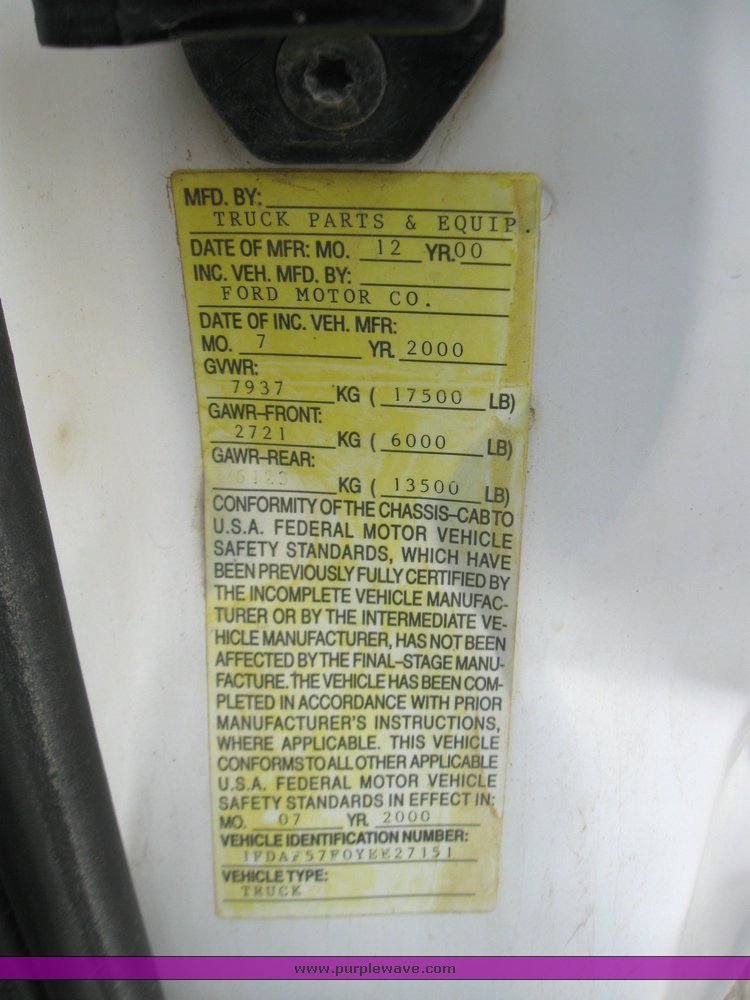 MFD. BY:
TRUCK PARTS & EQUIP.
DATE OF MFR: MO. 12 YR. 00
INC. VEH. MFD. BY:
FORD MOTOR CO.
DATE OF INC. VEH. MFR:
MO. 7 YR. 2000
GVWR:
7937 KG ( 17500 LB)
GAWR-FRONT:
2721 KG ( 6000 LB)
GAWR-REAR:
6123 KG ( 13500 LB)
CONFORMITY OF THE CHASSIS-CAB TO
U.S.A. FEDERAL MOTOR VEHICLE
SAFETY STANDARDS, WHICH HAVE
BEEN PREVIOUSLY FULLY CERTIFIED BY
THE INCOMPLETE VEHICLE MANUFAC-
TURER OR BY THE INTERMEDIATE VE-
HICLE MANUFACTURER, HAS NOT BEEN
AFFECTED BY THE FINAL-STAGE MANU-
FACTURE. THE VEHICLE HAS BEEN COM-
PLETED IN ACCORDANCE WITH PRIOR
MANUFACTURER'S INSTRUCTIONS,
WHERE APPLICABLE. THIS VEHICLE
CONFORMS TO ALL OTHER APPLICABLE
U.S.A. FEDERAL MOTOR VEHICLE
SAFETY STANDARDS IN EFFECT IN:
MO. 07 YR. 2000
VEHICLE IDENTIFICATION NUMBER:
1FDAF57F0YEE27151
VEHICLE TYPE:
TRUCK
www.purplewave.com